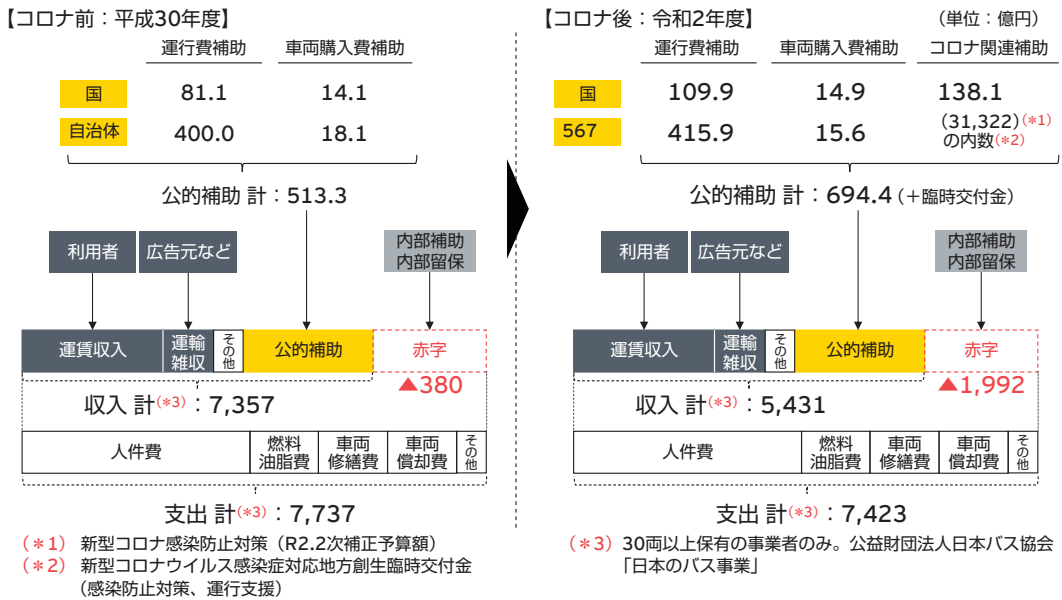 【コロナ前：平成30年度】
運行費補助 車両購入費補助
国 81.1 14.1
自治体 400.0 18.1
公的補助 計：513.3
利用者 広告元など 内部補助
内部留保
運賃収入 運輸
雑収 その他 公的補助 赤字
▲380
収入 計(*3)：7,357
人件費 燃料
油脂費 車両
修繕費 車両
償却費 その他
支出 計(*3)：7,737
(*1) 新型コロナ感染防止対策（R2.2次補正予算額）
(*2) 新型コロナウイルス感染症対応地方創生臨時交付金
（感染防止対策、運行支援）
【コロナ後：令和2年度】 （単位：億円）
運行費補助 車両購入費補助 コロナ関連補助
国 109.9 14.9 138.1
567 415.9 15.6 (31,322)(*1)
の内数(*2)
公的補助 計：694.4（＋臨時交付金）
利用者 広告元など 内部補助
内部留保
運賃収入 運輸
雑収 その他 公的補助 赤字
▲1,992
収入 計(*3)：5,431
人件費 燃料
油脂費 車両
修繕費 車両
償却費 その他
支出 計(*3)：7,423
(*3) 30両以上保有の事業者のみ。公益財団法人日本バス協会
「日本のバス事業」